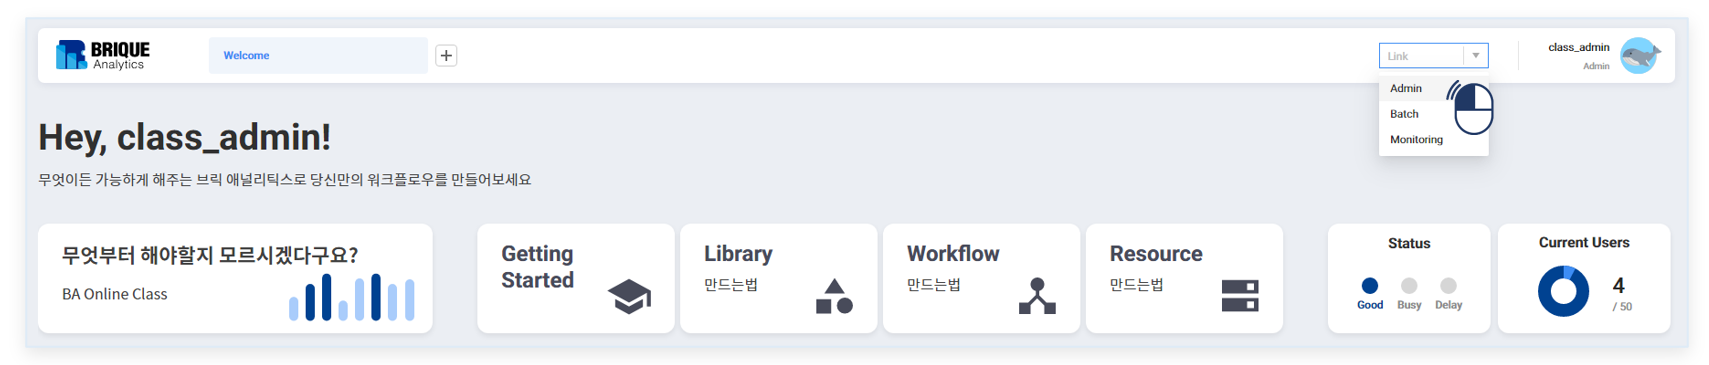 BRIQUE
Analytics
Welcome
Link
class_admin
Admin
Admin
Batch
Monitoring
Hey, class_admin!
무엇이든 가능하게 해주는 브릭 애널리틱스로 당신만의 워크플로우를 만들어보세요
무엇부터 해야할지 모르시겠다구요?
BA Online Class
Getting
Started
Library
만드는법
Workflow
만드는법
Resource
만드는법
Status
Good Busy Delay
Current Users
4
/ 50